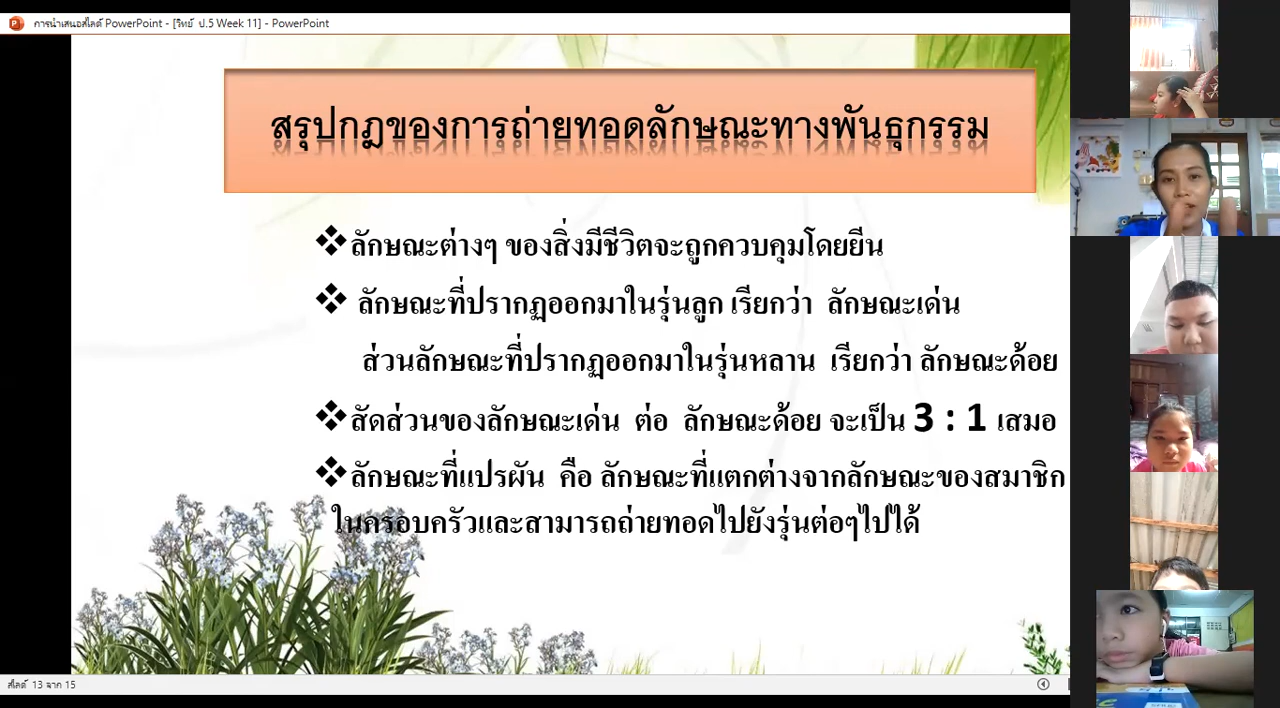 การนำเสนอสไลด์ PowerPoint - [วิทย์ ป.5 Week 11] - PowerPoint
สรุปกฎของการถ่ายทอดลักษณะทางพันธุกรรม
❖ลักษณะต่างๆ ของสิ่งมีชีวิตจะถูกควบคุมโดยยีน
❖ ลักษณะที่ปรากฏออกมาในรุ่นลูก เรียกว่า ลักษณะเด่น
ส่วนลักษณะที่ปรากฏออกมาในรุ่นหลาน เรียกว่า ลักษณะด้อย
❖สัดส่วนของลักษณะเด่น ต่อ ลักษณะด้อย จะเป็น 3 : 1 เสมอ
❖ลักษณะที่แปรผัน คือ ลักษณะที่แตกต่างจากลักษณะของสมาชิก
ในครอบครัวและสามารถถ่ายทอดไปยังรุ่นต่อๆไปได้
สไลด์ 13 จาก 15